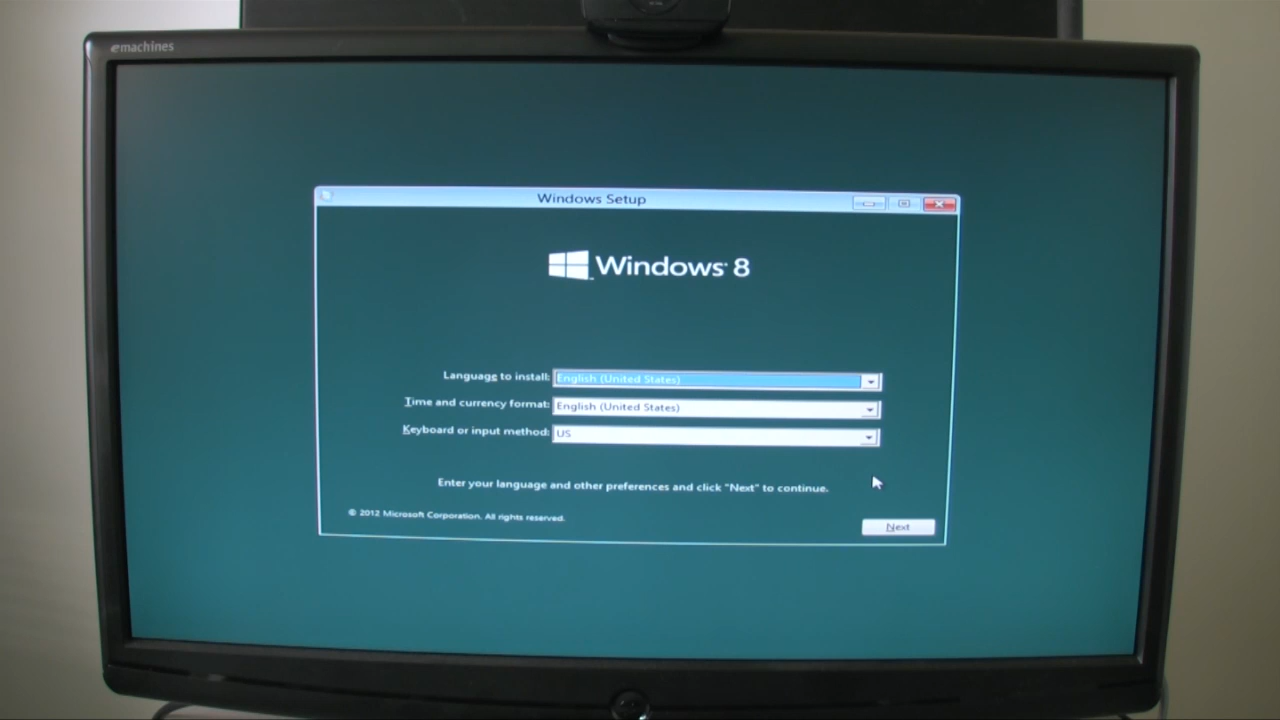 emachines
Windows Setup
Windows 8
Language to install: English (United States)
Time and currency format: English (United States)
Keyboard or input method: US
Enter your language and other preferences and click "Next" to continue.
© 2012 Microsoft Corporation. All rights reserved.
Next